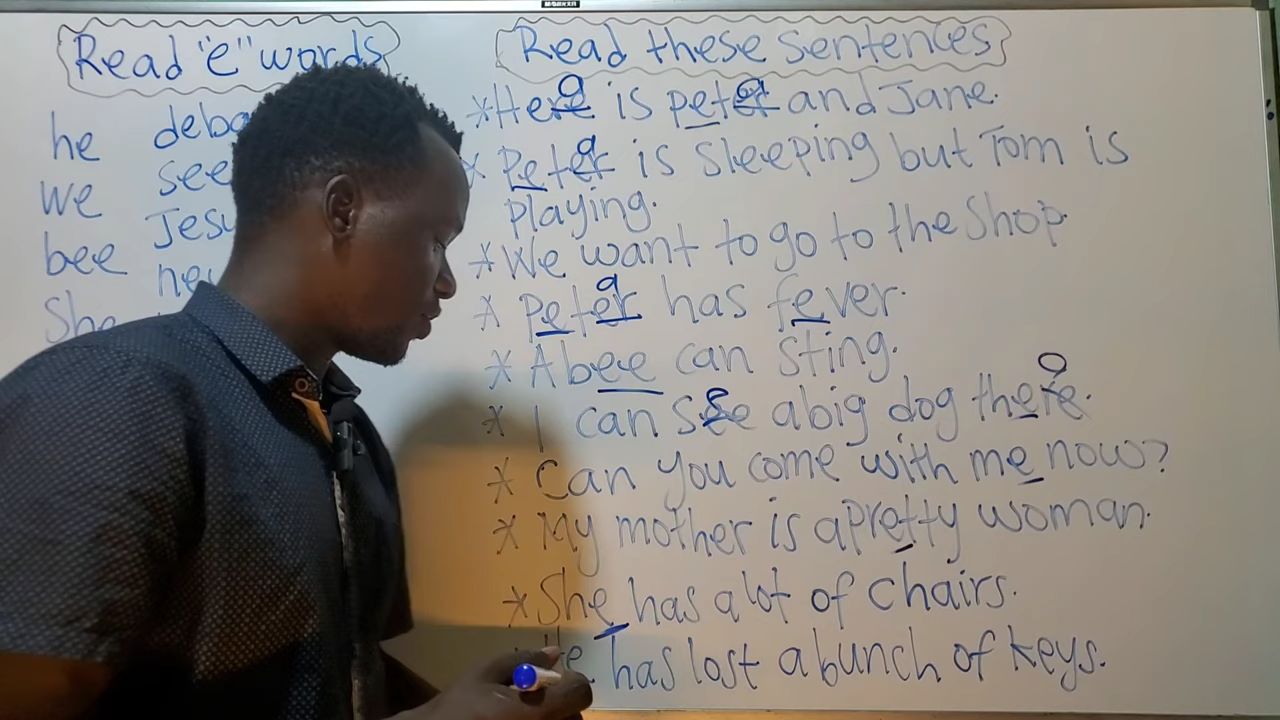 Read "e" words
he
we
bee
She
see
Read these sentences
*Here is peter and Jane.
* Peter is sleeping but Tom is
playing.
*We want to go to the shop.
* Peter has fever.
* A bee can sting.
* I can see a big dog there.
* Can you come with me now?
* My mother is a pretty woman.
* She has a lot of chairs.
He has lost a bunch of keys.